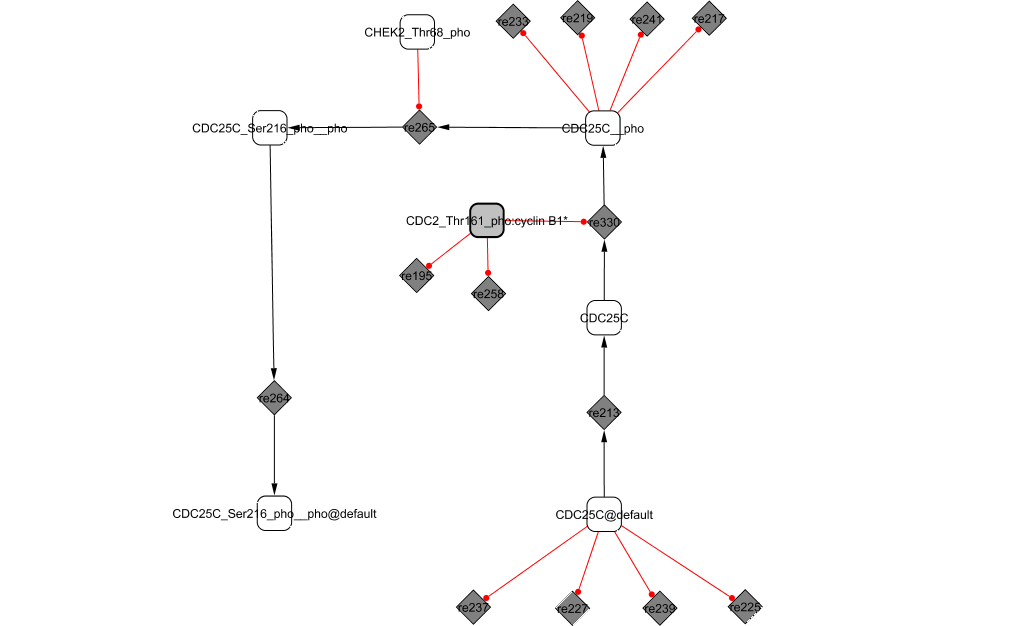 re233
re219
re241
re217
CHEK2_Thr68_pho
CDC25C_Ser216_pho__pho
re265
CDC25C__pho
CDC2_Thr161_pho:cyclin B1*
re330
re195
re258
CDC25C
re264
re213
CDC25C_Ser216_pho__pho@default
CDC25C@default
re237
re227
re239
re225